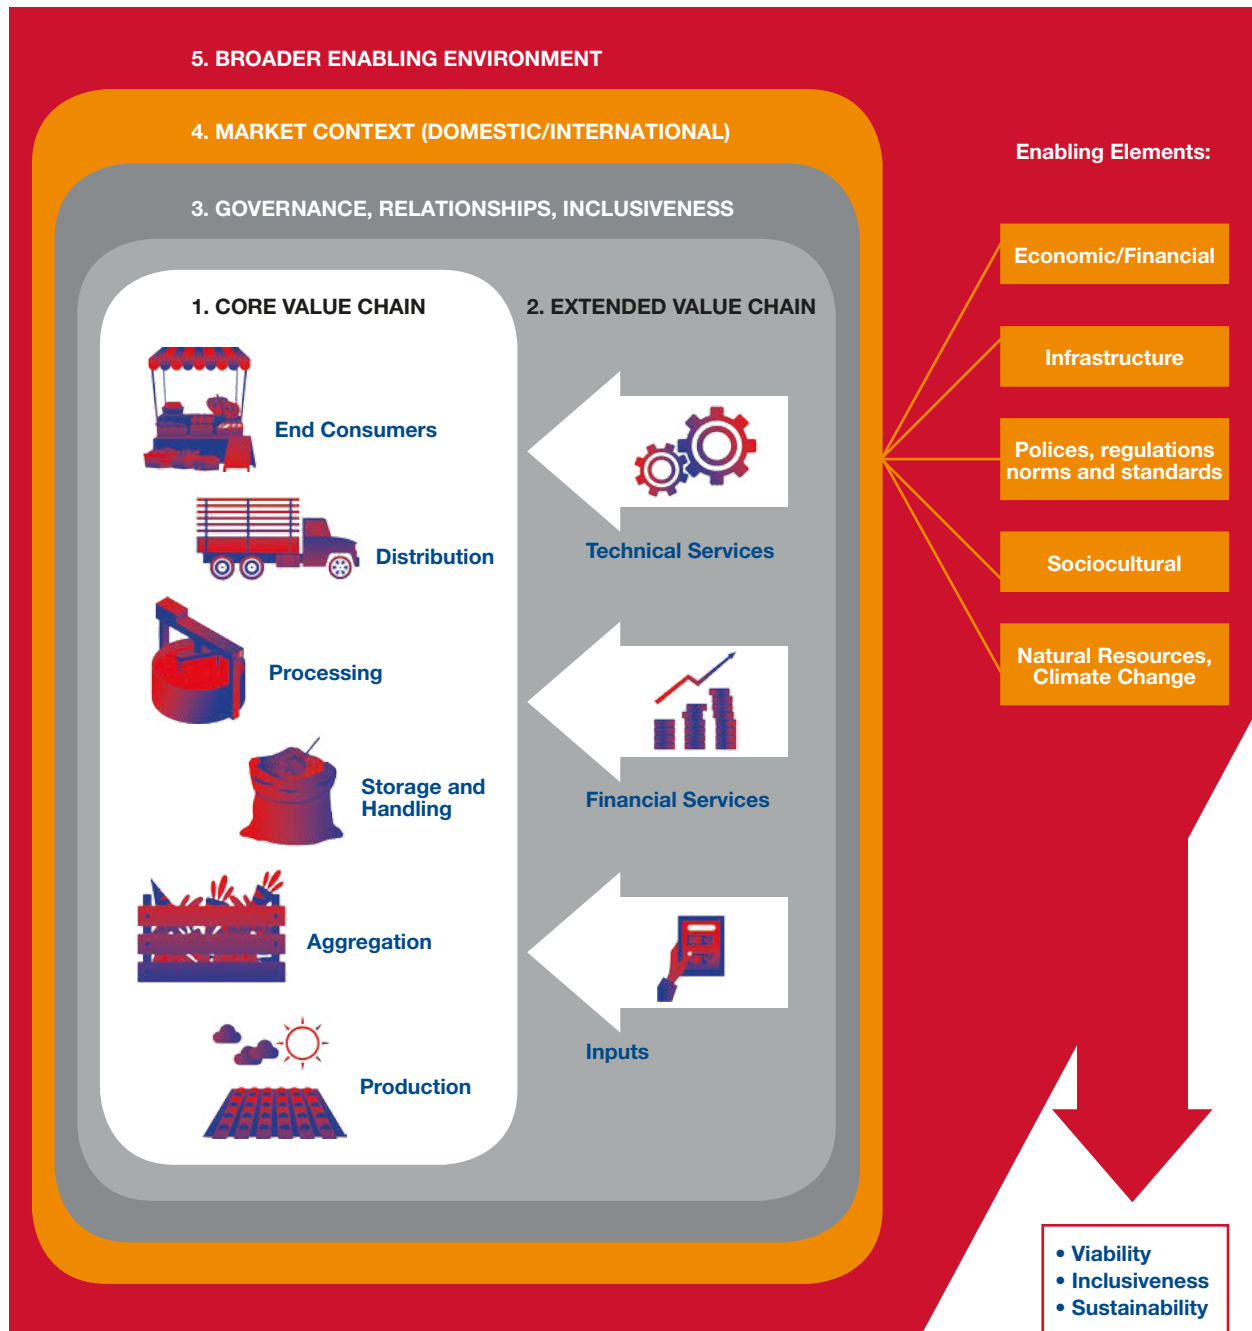 5. BROADER ENABLING ENVIRONMENT
4. MARKET CONTEXT (DOMESTIC/INTERNATIONAL)
3. GOVERNANCE, RELATIONSHIPS, INCLUSIVENESS
1. CORE VALUE CHAIN
End Consumers
Distribution
Processing
Storage and
Handling
Aggregation
Production
2. EXTENDED VALUE CHAIN
Technical Services
Financial Services
Inputs
Enabling Elements:
Economic/Financial
Infrastructure
Polices, regulations
norms and standards
Sociocultural
Natural Resources,
Climate Change
• Viability
• Inclusiveness
• Sustainability